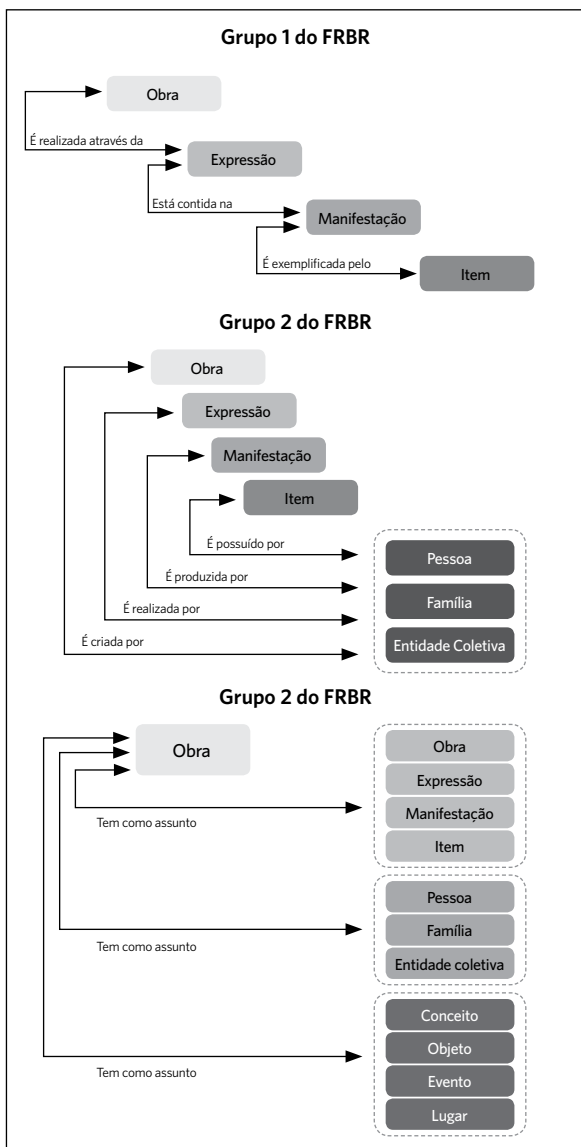 Grupo 1 do FRBR
Obra
É realizada através da
Expressão
Está contida na
Manifestação
É exemplificada pelo
Item
Grupo 2 do FRBR
Obra
Expressão
Manifestação
Item
É possuído por
Pessoa
É produzida por
Família
É realizada por
É criada por
Entidade Coletiva
Grupo 2 do FRBR
Obra
Obra
Expressão
Manifestação
Tem como assunto
Item
Pessoa
Família
Tem como assunto
Entidade coletiva
Conceito
Objeto
Tem como assunto
Evento
Lugar